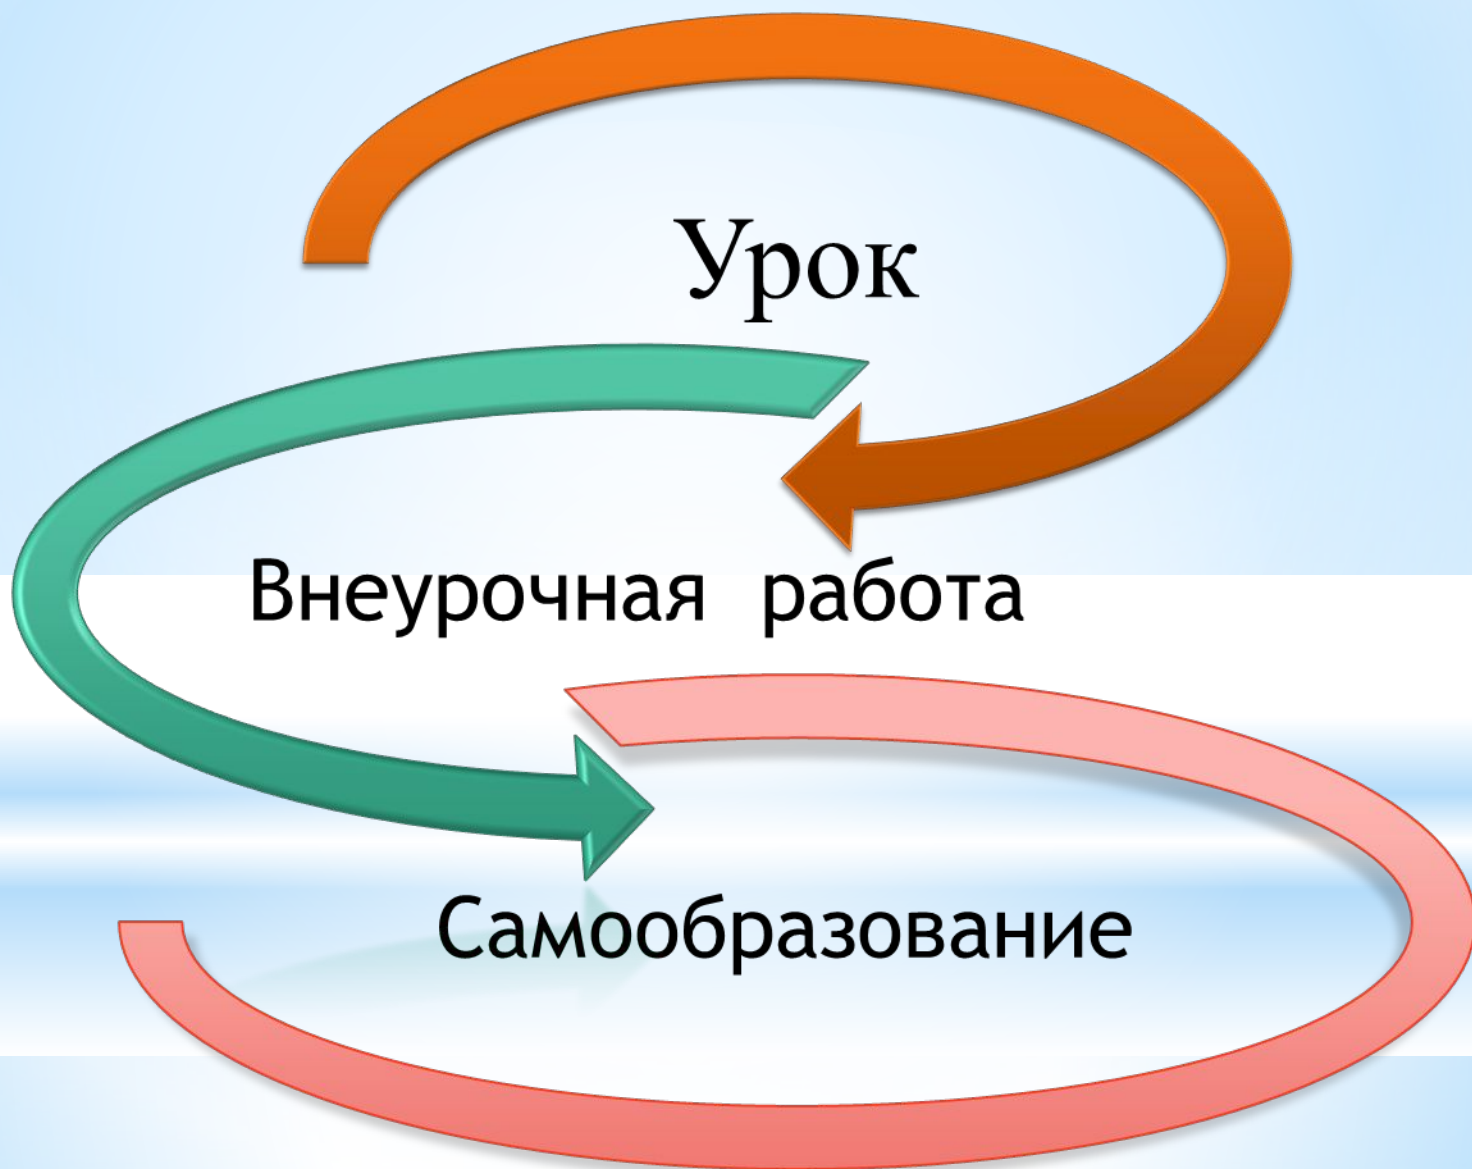 Урок
Внеурочная работа
Самообразование